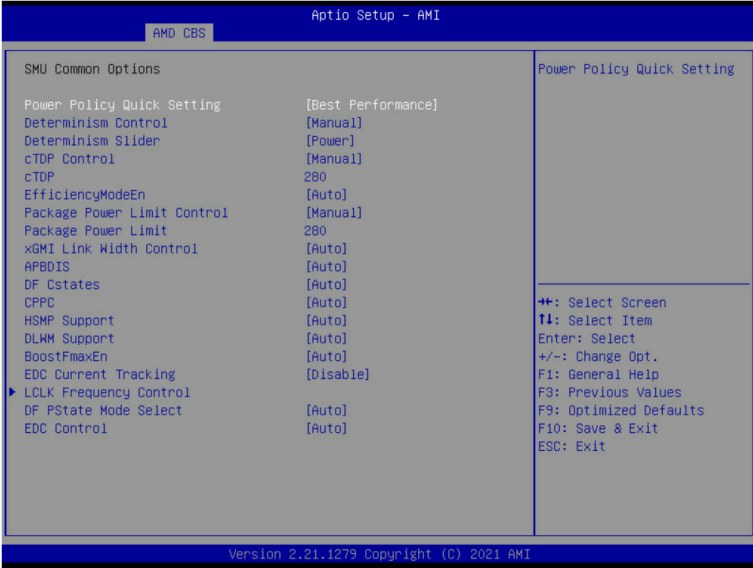 Aptio Setup – AMI
AMD CBS
SMU Common Options
Power Policy Quick Setting [Best Performance]
Determinism Control [Manual]
Determinism Slider [Power]
cTDP Control [Manual]
cTDP 280
EfficiencyModeEn [Auto]
Package Power Limit Control [Manual]
Package Power Limit 280
xGMI Link Width Control [Auto]
APBDIS [Auto]
DF Cstates [Auto]
CPPC [Auto]
HSMP Support [Auto]
DLWM Support [Auto]
BoostFmaxEn [Auto]
EDC Current Tracking [Disable]
LCLK Frequency Control
DF PState Mode Select [Auto]
EDC Control [Auto]
Power Policy Quick Setting
→←: Select Screen
↑↓: Select Item
Enter: Select
+/-: Change Opt.
F1: General Help
F3: Previous Values
F9: Optimized Defaults
F10: Save & Exit
ESC: Exit
Version 2.21.1279 Copyright (C) 2021 AMI